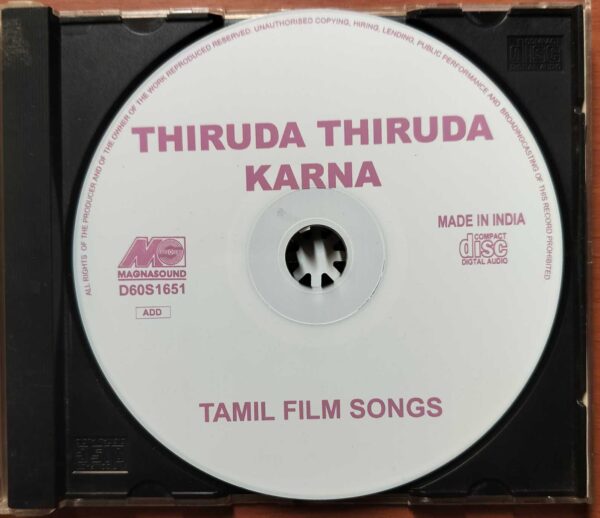 ALL RIGHTS OF THE PRODUCER AND OF THE OWNER OF THE WORK REPRODUCED RESERVED. UNAUTHORISED COPYING, HIRING, LENDING, PUBLIC PERFORMANCE AND BROADCASTING OF THIS RECORD PROHIBITED
THIRUDA THIRUDA
KARNA
MAGNASOUND
D60S1651
ADD
MADE IN INDIA
COMPACT
disc
DIGITAL AUDIO
TAMIL FILM SONGS